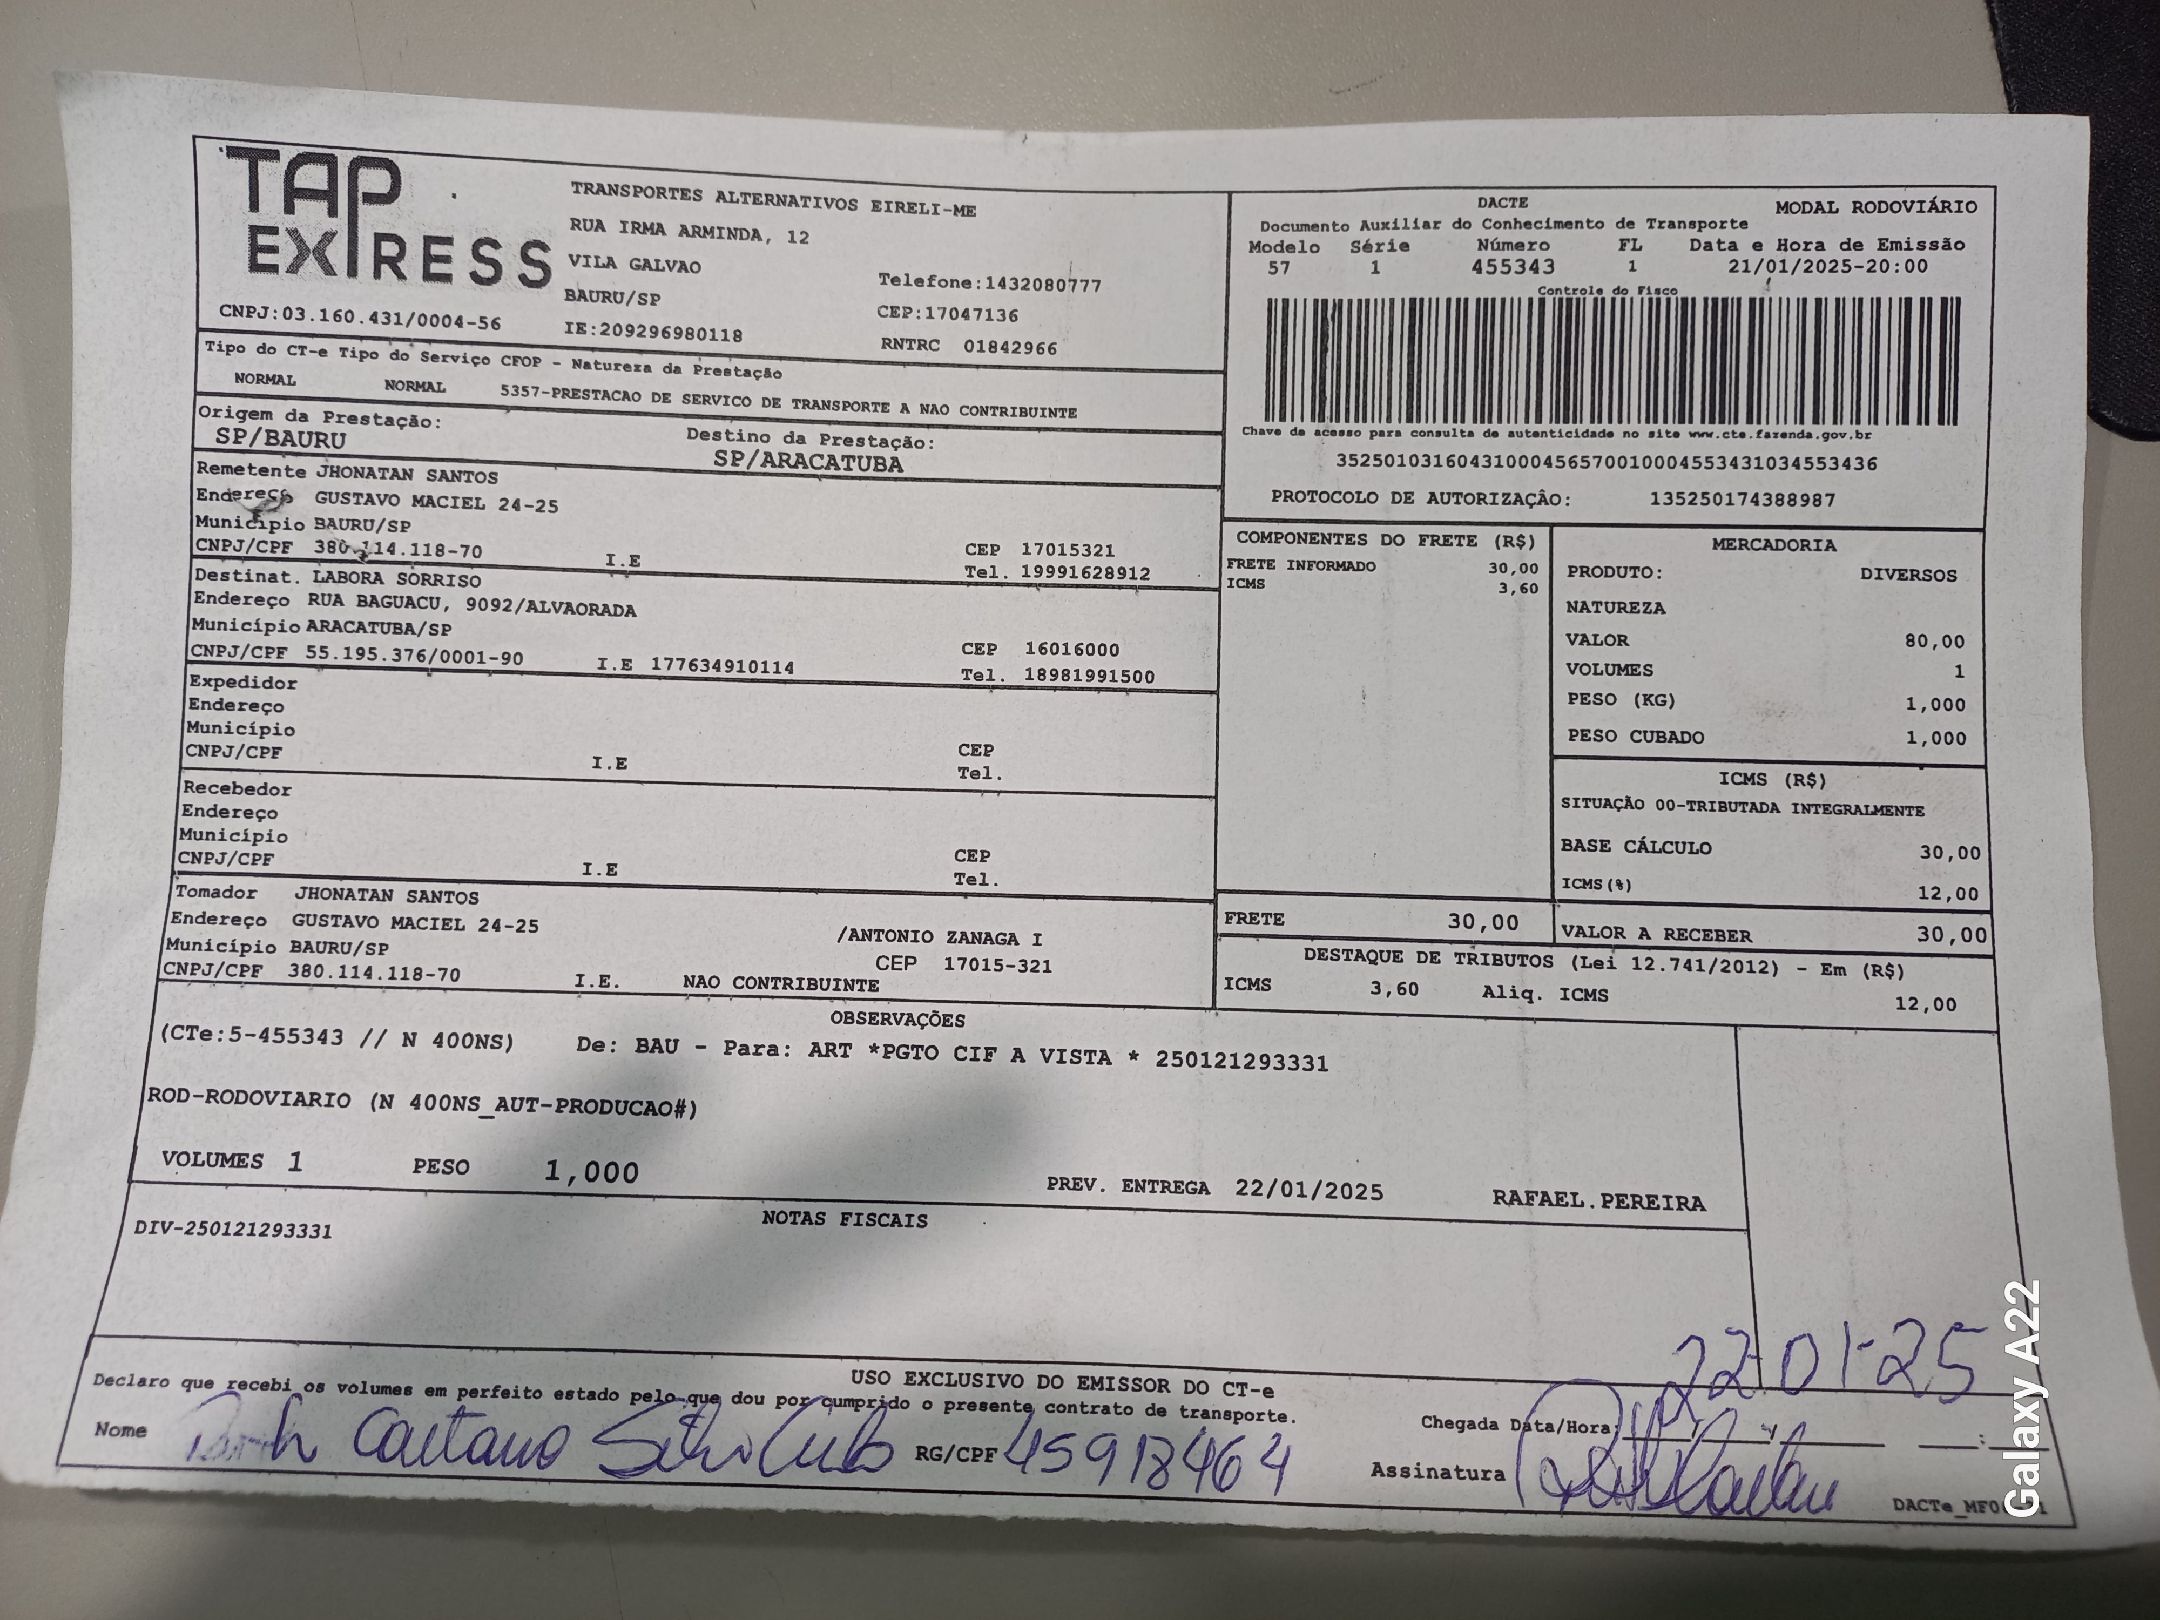 TAP EXPRESS
TRANSPORTES ALTERNATIVOS EIRELI-ME
RUA IRMA ARMINDA, 12
VILA GALVAO
BAURU/SP
IE:209296980118
Telefone:1432080777
CEP:17047136
RNTRC 01842966
CNPJ:03.160.431/0004-56
DACTE
MODAL RODOVIÁRIO
Documento Auxiliar do Conhecimento de Transporte
Modelo Série Número FL Data e Hora de Emissão
57 1 455343 1 21/01/2025-20:00
Controle do Fisco
Chave de acesso para consulta de autenticidade no site www.cte.fazenda.gov.br
35250103160431000456570010004553431034553436
PROTOCOLO DE AUTORIZAÇÃO: 135250174388987
Tipo do CT-e Tipo do Serviço CFOP - Natureza da Prestação
NORMAL NORMAL 5357-PRESTACAO DE SERVICO DE TRANSPORTE A NAO CONTRIBUINTE
Origem da Prestação: Destino da Prestação:
SP/BAURU SP/ARACATUBA
Remetente JHONATAN SANTOS
Endereço GUSTAVO MACIEL 24-25
Município BAURU/SP CEP 17015321
CNPJ/CPF 380.114.118-70 I.E Tel. 19991628912
Destinat. LABORA SORRISO
Endereço RUA BAGUACU, 9092/ALVAORADA
Município ARACATUBA/SP CEP 16016000
CNPJ/CPF 55.195.376/0001-90 I.E 177634910114 Tel. 18981991500
Expedidor
Endereço
Município CEP
CNPJ/CPF I.E Tel.
Recebedor
Endereço
Município CEP
CNPJ/CPF I.E Tel.
Tomador JHONATAN SANTOS
Endereço GUSTAVO MACIEL 24-25 /ANTONIO ZANAGA I
Município BAURU/SP CEP 17015-321
CNPJ/CPF 380.114.118-70 I.E. NAO CONTRIBUINTE
COMPONENTES DO FRETE (R$)
FRETE INFORMADO 30,00
ICMS 3,60
MERCADORIA
PRODUTO: DIVERSOS
NATUREZA
VALOR 80,00
VOLUMES 1
PESO (KG) 1,000
PESO CUBADO 1,000
ICMS (R$)
SITUAÇÃO 00-TRIBUTADA INTEGRALMENTE
BASE CÁLCULO 30,00
ICMS(%) 12,00
FRETE 30,00 VALOR A RECEBER 30,00
DESTAQUE DE TRIBUTOS (Lei 12.741/2012) - Em (R$)
ICMS 3,60 Aliq. ICMS 12,00
OBSERVAÇÕES
(CTe:5-455343 // N 400NS) De: BAU - Para: ART *PGTO CIF A VISTA * 250121293331
ROD-RODOVIARIO (N 400NS_AUT-PRODUCAO#)
VOLUMES 1 PESO 1,000 PREV. ENTREGA 22/01/2025 RAFAEL.PEREIRA
NOTAS FISCAIS
DIV-250121293331
USO EXCLUSIVO DO EMISSOR DO CT-e
Declaro que recebi os volumes em perfeito estado pelo que dou por cumprido o presente contrato de transporte.
22-01-25
Chegada Data/Hora
Nome Caetano RG/CPF 45918464 Assinatura
Galaxy A22